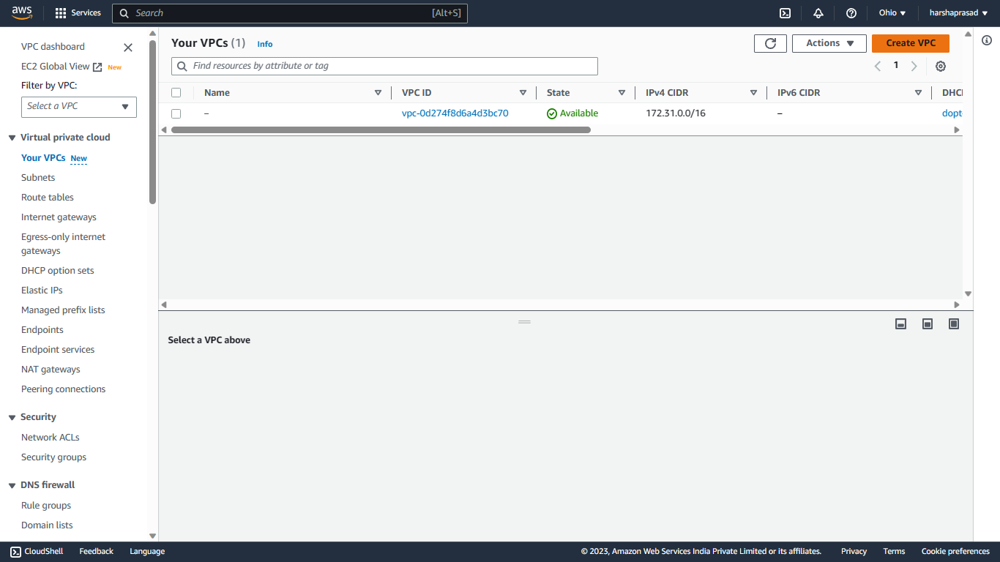 aws Services Search [Alt+S] Ohio harshaprasad
VPC dashboard
EC2 Global View New
Filter by VPC:
Select a VPC
Virtual private cloud
Your VPCs New
Subnets
Route tables
Internet gateways
Egress-only internet
gateways
DHCP option sets
Elastic IPs
Managed prefix lists
Endpoints
Endpoint services
NAT gateways
Peering connections
Security
Network ACLs
Security groups
DNS firewall
Rule groups
Domain lists
Your VPCs (1) Info Actions Create VPC
Find resources by attribute or tag 1
Name VPC ID State IPv4 CIDR IPv6 CIDR DHCI
– vpc-0d274f8d6a4d3bc70 Available 172.31.0.0/16 – dopt
Select a VPC above
CloudShell Feedback Language © 2023, Amazon Web Services India Private Limited or its affiliates. Privacy Terms Cookie preferences